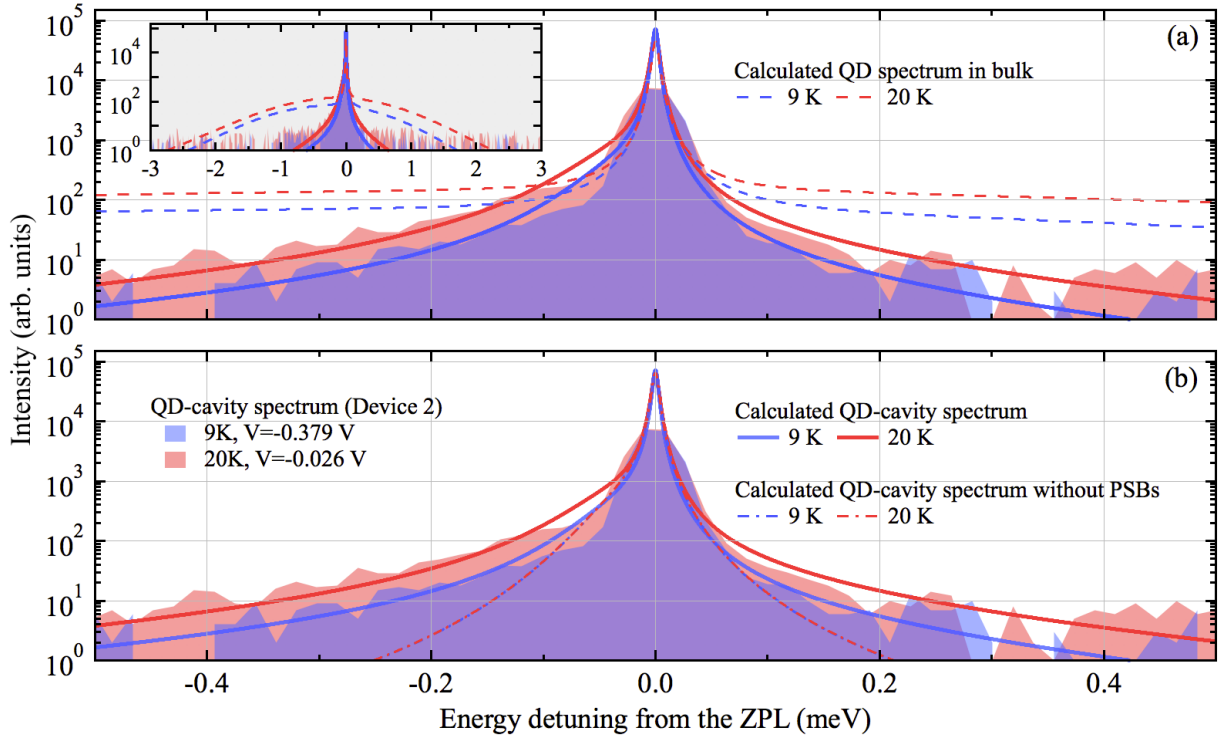 10^5
10^4
10^3
10^2
10^1
10^0
10^4
10^2
10^0
-3 -2 -1 0 1 2 3
(a)
Calculated QD spectrum in bulk
9 K 20 K
Intensity (arb. units)
10^5
10^4
10^3
10^2
10^1
10^0
(b)
QD-cavity spectrum (Device 2)
9K, V=-0.379 V
20K, V=-0.026 V
Calculated QD-cavity spectrum
9 K 20 K
Calculated QD-cavity spectrum without PSBs
9 K 20 K
-0.4 -0.2 0.0 0.2 0.4
Energy detuning from the ZPL (meV)